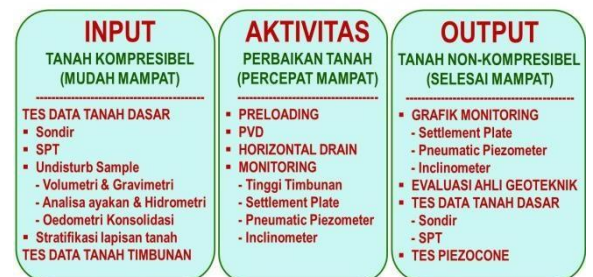 INPUT
TANAH KOMPRESIBEL
(MUDAH MAMPAT)
TES DATA TANAH DASAR
▪ Sondir
▪ SPT
▪ Undisturb Sample
- Volumetri & Gravimetri
- Analisa ayakan & Hidrometri
- Oedometri Konsolidasi
▪ Stratifikasi lapisan tanah
TES DATA TANAH TIMBUNAN
AKTIVITAS
PERBAIKAN TANAH
(PERCEPAT MAMPAT)
▪ PRELOADING
▪ PVD
▪ HORIZONTAL DRAIN
▪ MONITORING
- Tinggi Timbunan
- Settlement Plate
- Pneumatic Piezometer
- Inclinometer
OUTPUT
TANAH NON-KOMPRESIBEL
(SELESAI MAMPAT)
▪ GRAFIK MONITORING
- Settlement Plate
- Pneumatic Piezometer
- Inclinometer
▪ EVALUASI AHLI GEOTEKNIK
▪ TES DATA TANAH DASAR
- Sondir
- SPT
▪ TES PIEZOCONE